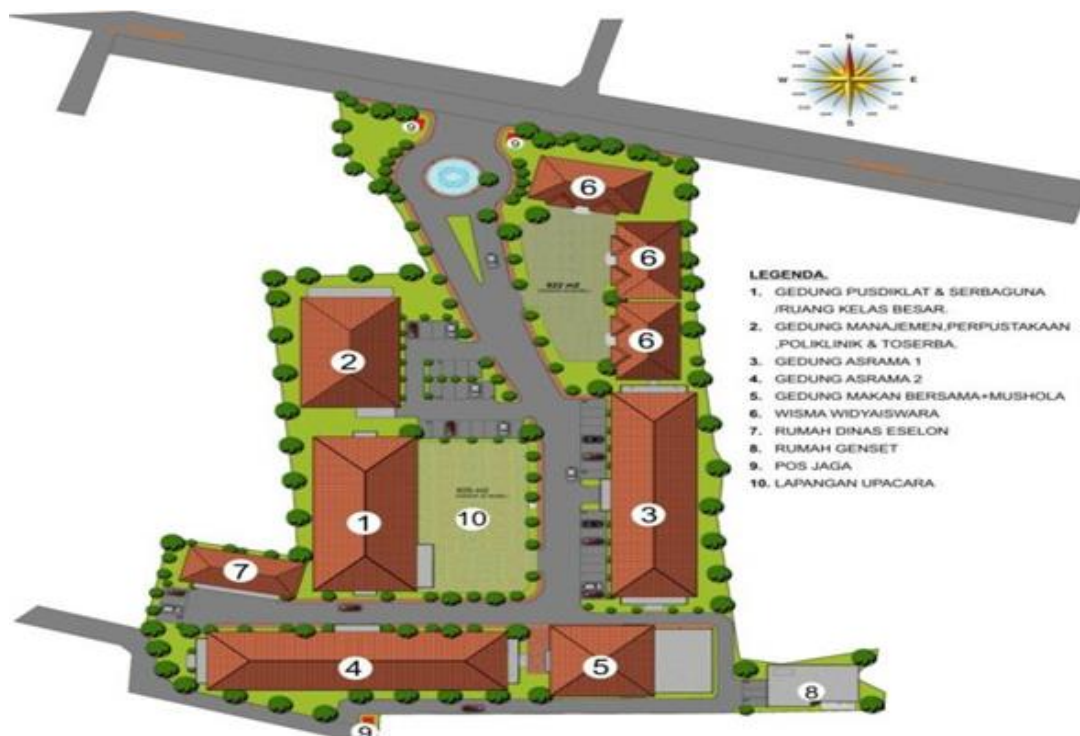 N
W
E
S
9
9
6
6
922 m2
6
2
1
10
3
7
4
5
8
9
LEGENDA.
1. GEDUNG PUSDIKLAT & SERBAGUNA
/RUANG KELAS BESAR.
2. GEDUNG MANAJEMEN,PERPUSTAKAAN
,POLIKLINIK & TOSERBA.
3. GEDUNG ASRAMA 1
4. GEDUNG ASRAMA 2
5. GEDUNG MAKAN BERSAMA+MUSHOLA
6. WISMA WIDYAISWARA
7. RUMAH DINAS ESELON
8. RUMAH GENSET
9. POS JAGA
10. LAPANGAN UPACARA